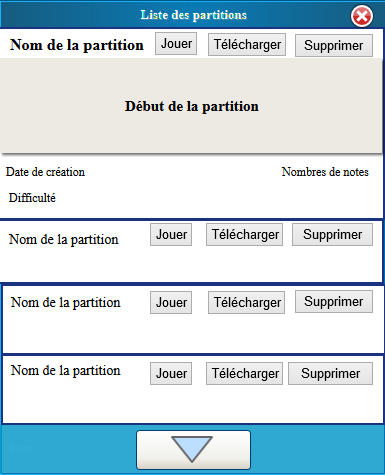 Liste des partitions
Nom de la partition Jouer Télécharger Supprimer
Début de la partition
Date de création Nombres de notes
Difficulté
Nom de la partition Jouer Télécharger Supprimer
Nom de la partition Jouer Télécharger Supprimer
Nom de la partition Jouer Télécharger Supprimer